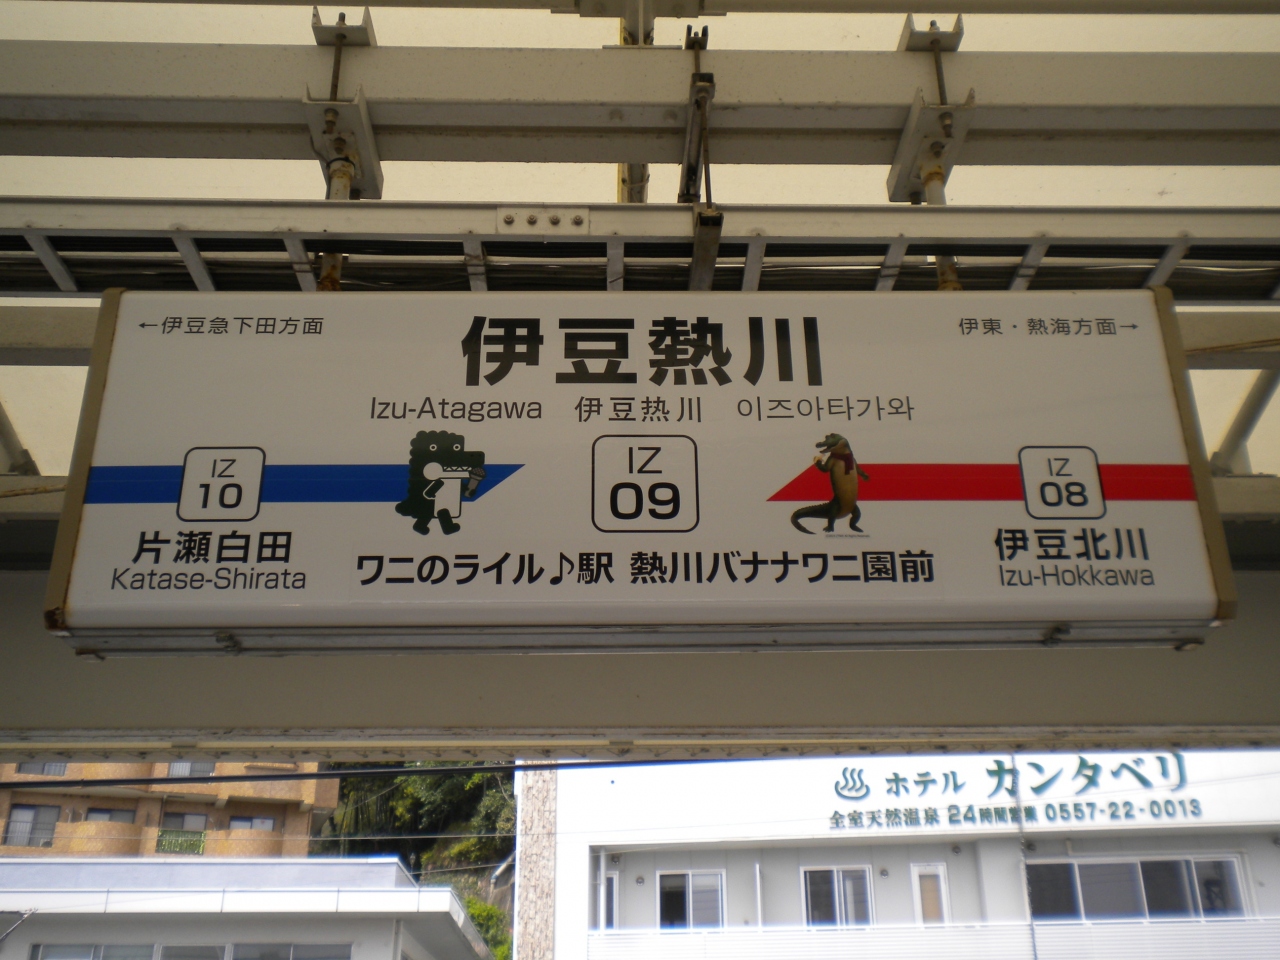 ←伊豆急下田方面
伊豆熱川
伊東・熱海方面→
Izu-Atagawa 伊豆热川 이즈아타가와
IZ
10
IZ
09
IZ
08
片瀬白田
Katase-Shirata
ワニのライル♪駅 熱川バナナワニ園前
伊豆北川
Izu-Hokkawa
ホテル カンタベリ
全室天然温泉 24時間営業 0557-22-0013